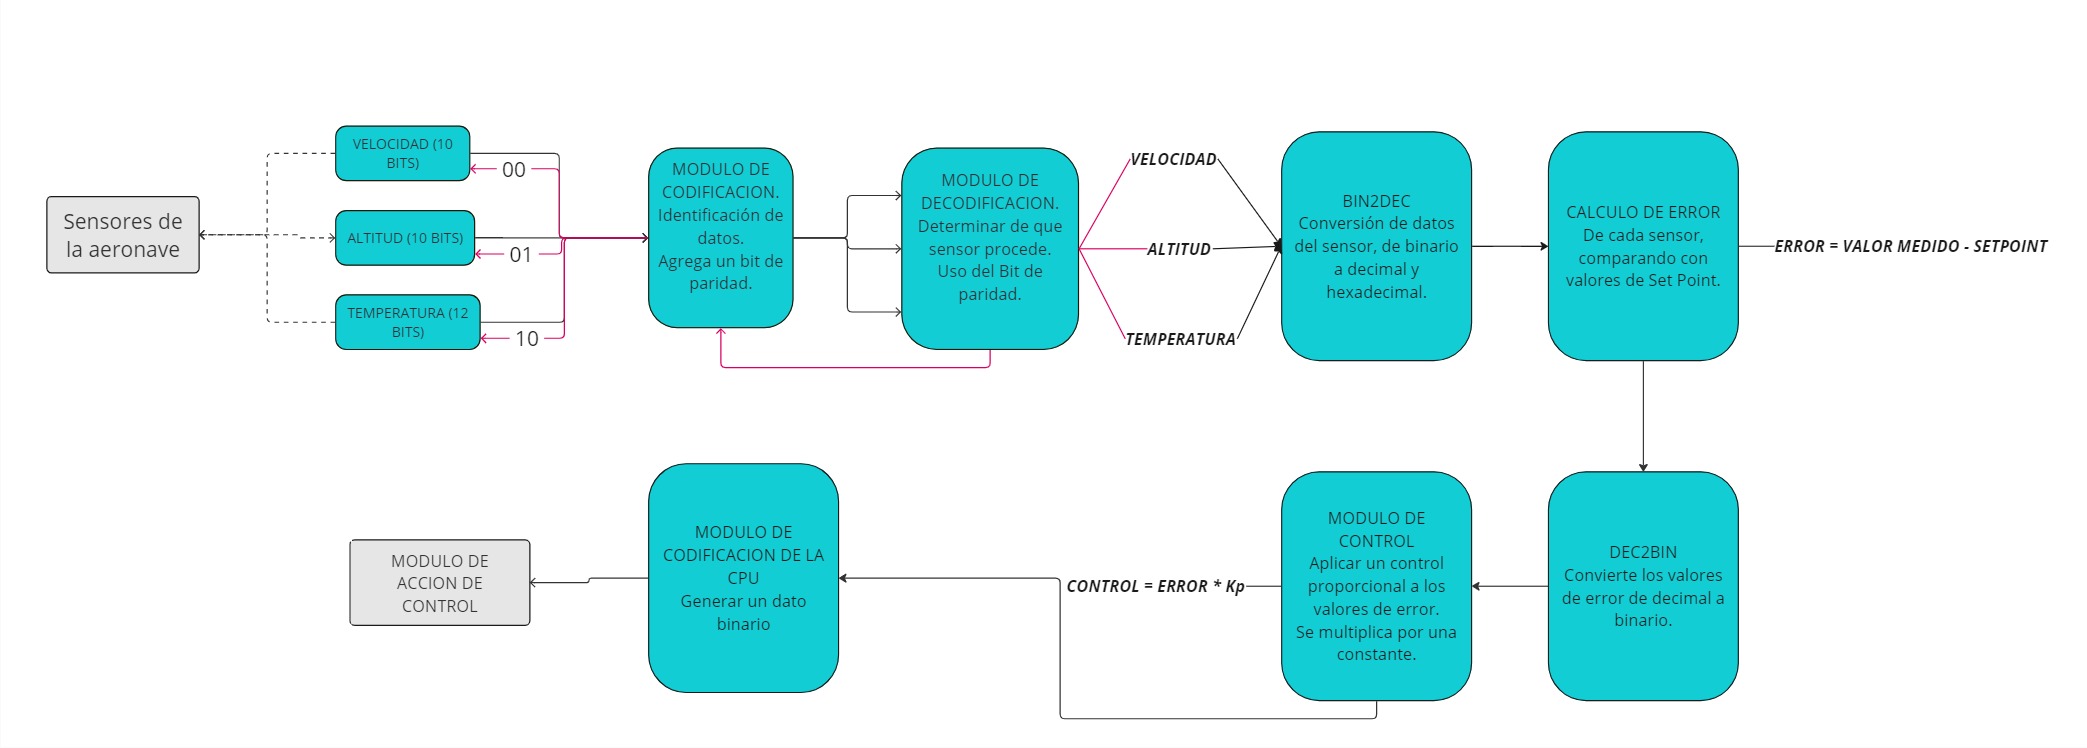 Sensores de
la aeronave
VELOCIDAD (10
BITS)
00
ALTITUD (10 BITS)
01
TEMPERATURA (12
BITS)
10
MODULO DE
CODIFICACION.
Identificación de
datos.
Agrega un bit de
paridad.
MODULO DE
DECODIFICACION.
Determinar de que
sensor procede.
Uso del Bit de
paridad.
VELOCIDAD
ALTITUD
TEMPERATURA
BIN2DEC
Conversión de datos
del sensor, de binario
a decimal y
hexadecimal.
CALCULO DE ERROR
De cada sensor,
comparando con
valores de Set Point.
ERROR = VALOR MEDIDO - SETPOINT
DEC2BIN
Convierte los valores
de error de decimal a
binario.
MODULO DE
CONTROL
Aplicar un control
proporcional a los
valores de error.
Se multiplica por una
constante.
CONTROL = ERROR * Kp
MODULO DE
CODIFICACION DE LA
CPU
Generar un dato
binario
MODULO DE
ACCION DE
CONTROL